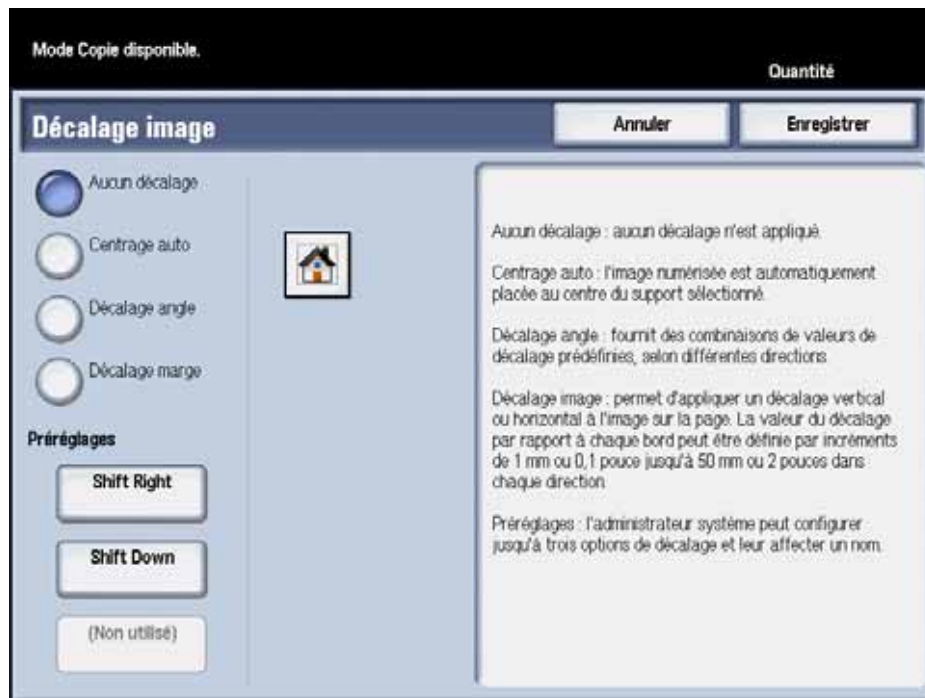 Mode Copie disponible.
Quantité
Décalage image
Annuler
Enregistrer
Aucun décalage
Centrage auto
Décalage angle
Décalage marge
Préréglages
Shift Right
Shift Down
(Non utilisé)
Aucun décalage : aucun décalage n'est appliqué.
Centrage auto : l'image numérisée est automatiquement
placée au centre du support sélectionné.
Décalage angle : fournit des combinaisons de valeurs de
décalage prédéfinies, selon différentes directions
Décalage image : permet d'appliquer un décalage vertical
ou horizontal à l'image sur la page. La valeur du décalage
par rapport à chaque bord peut être définie par incréments
de 1 mm ou 0,1 pouce jusqu'à 50 mm ou 2 pouces dans
chaque direction
Préréglages : l'administrateur système peut configurer
jusqu'à trois options de décalage et leur affecter un nom.